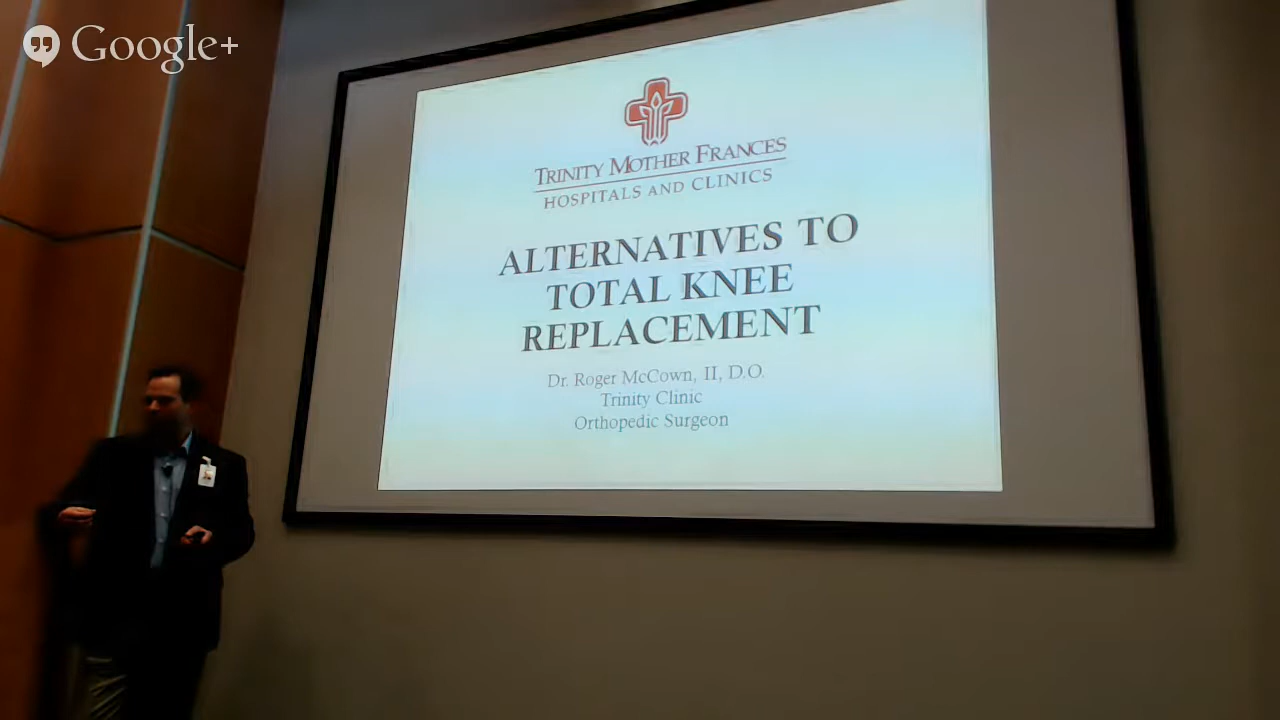 Google+
TRINITY MOTHER FRANCES
HOSPITALS AND CLINICS
ALTERNATIVES TO
TOTAL KNEE
REPLACEMENT
Dr. Roger McCown, II, D.O.
Trinity Clinic
Orthopedic Surgeon